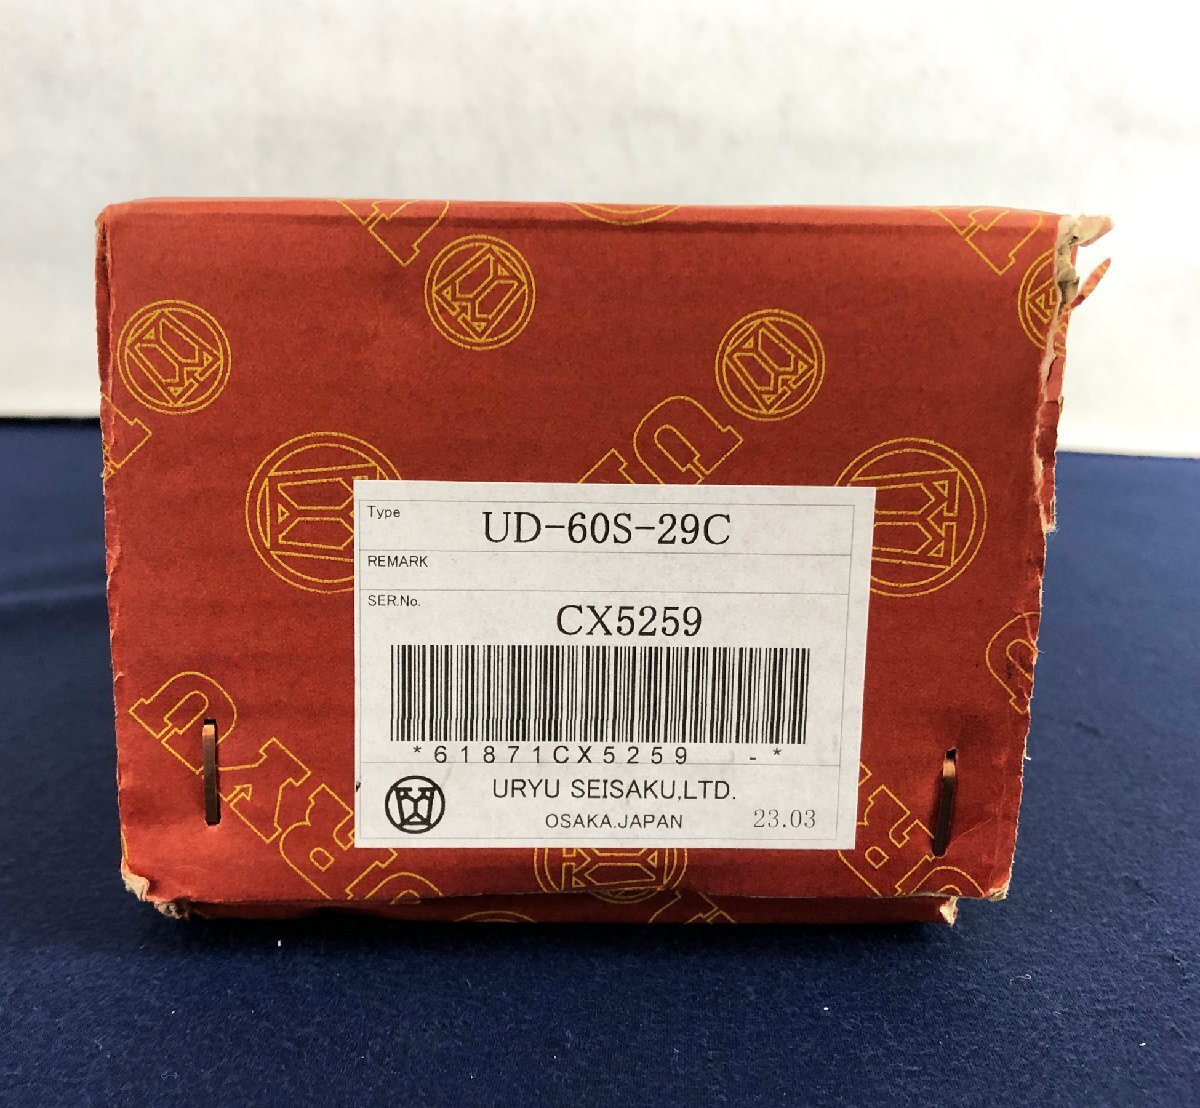 Type UD-60S-29C
REMARK
SER.No.
CX5259
*61871CX5259 -*
URYU SEISAKU,LTD.
OSAKA.JAPAN 23.03